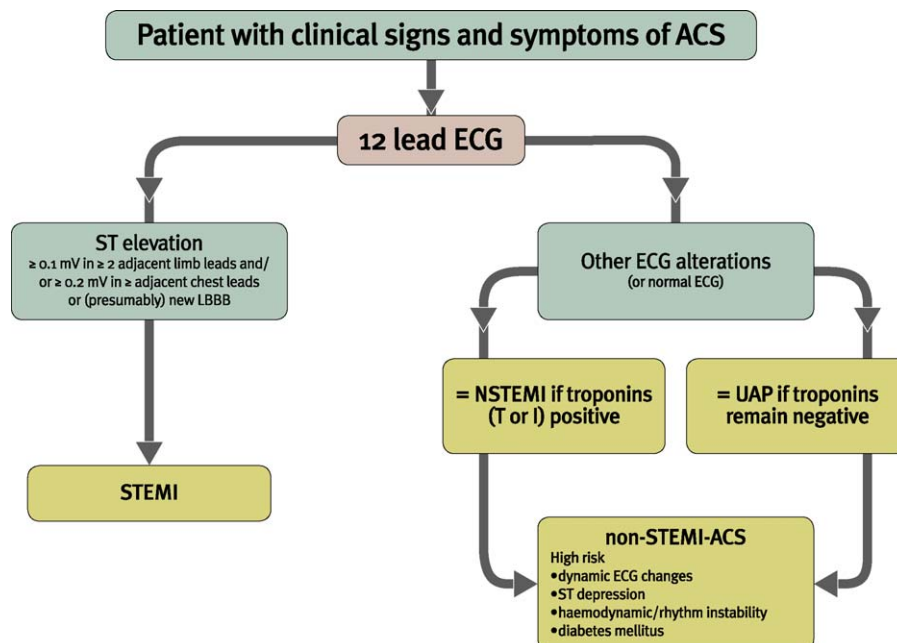 Patient with clinical signs and symptoms of ACS
12 lead ECG
ST elevation
≥ 0.1 mV in ≥ 2 adjacent limb leads and/
or ≥ 0.2 mV in ≥ adjacent chest leads
or (presumably) new LBBB
Other ECG alterations
(or normal ECG)
= NSTEMI if troponins
(T or I) positive
= UAP if troponins
remain negative
STEMI
non-STEMI-ACS
High risk
•dynamic ECG changes
•ST depression
•haemodynamic/rhythm instability
•diabetes mellitus